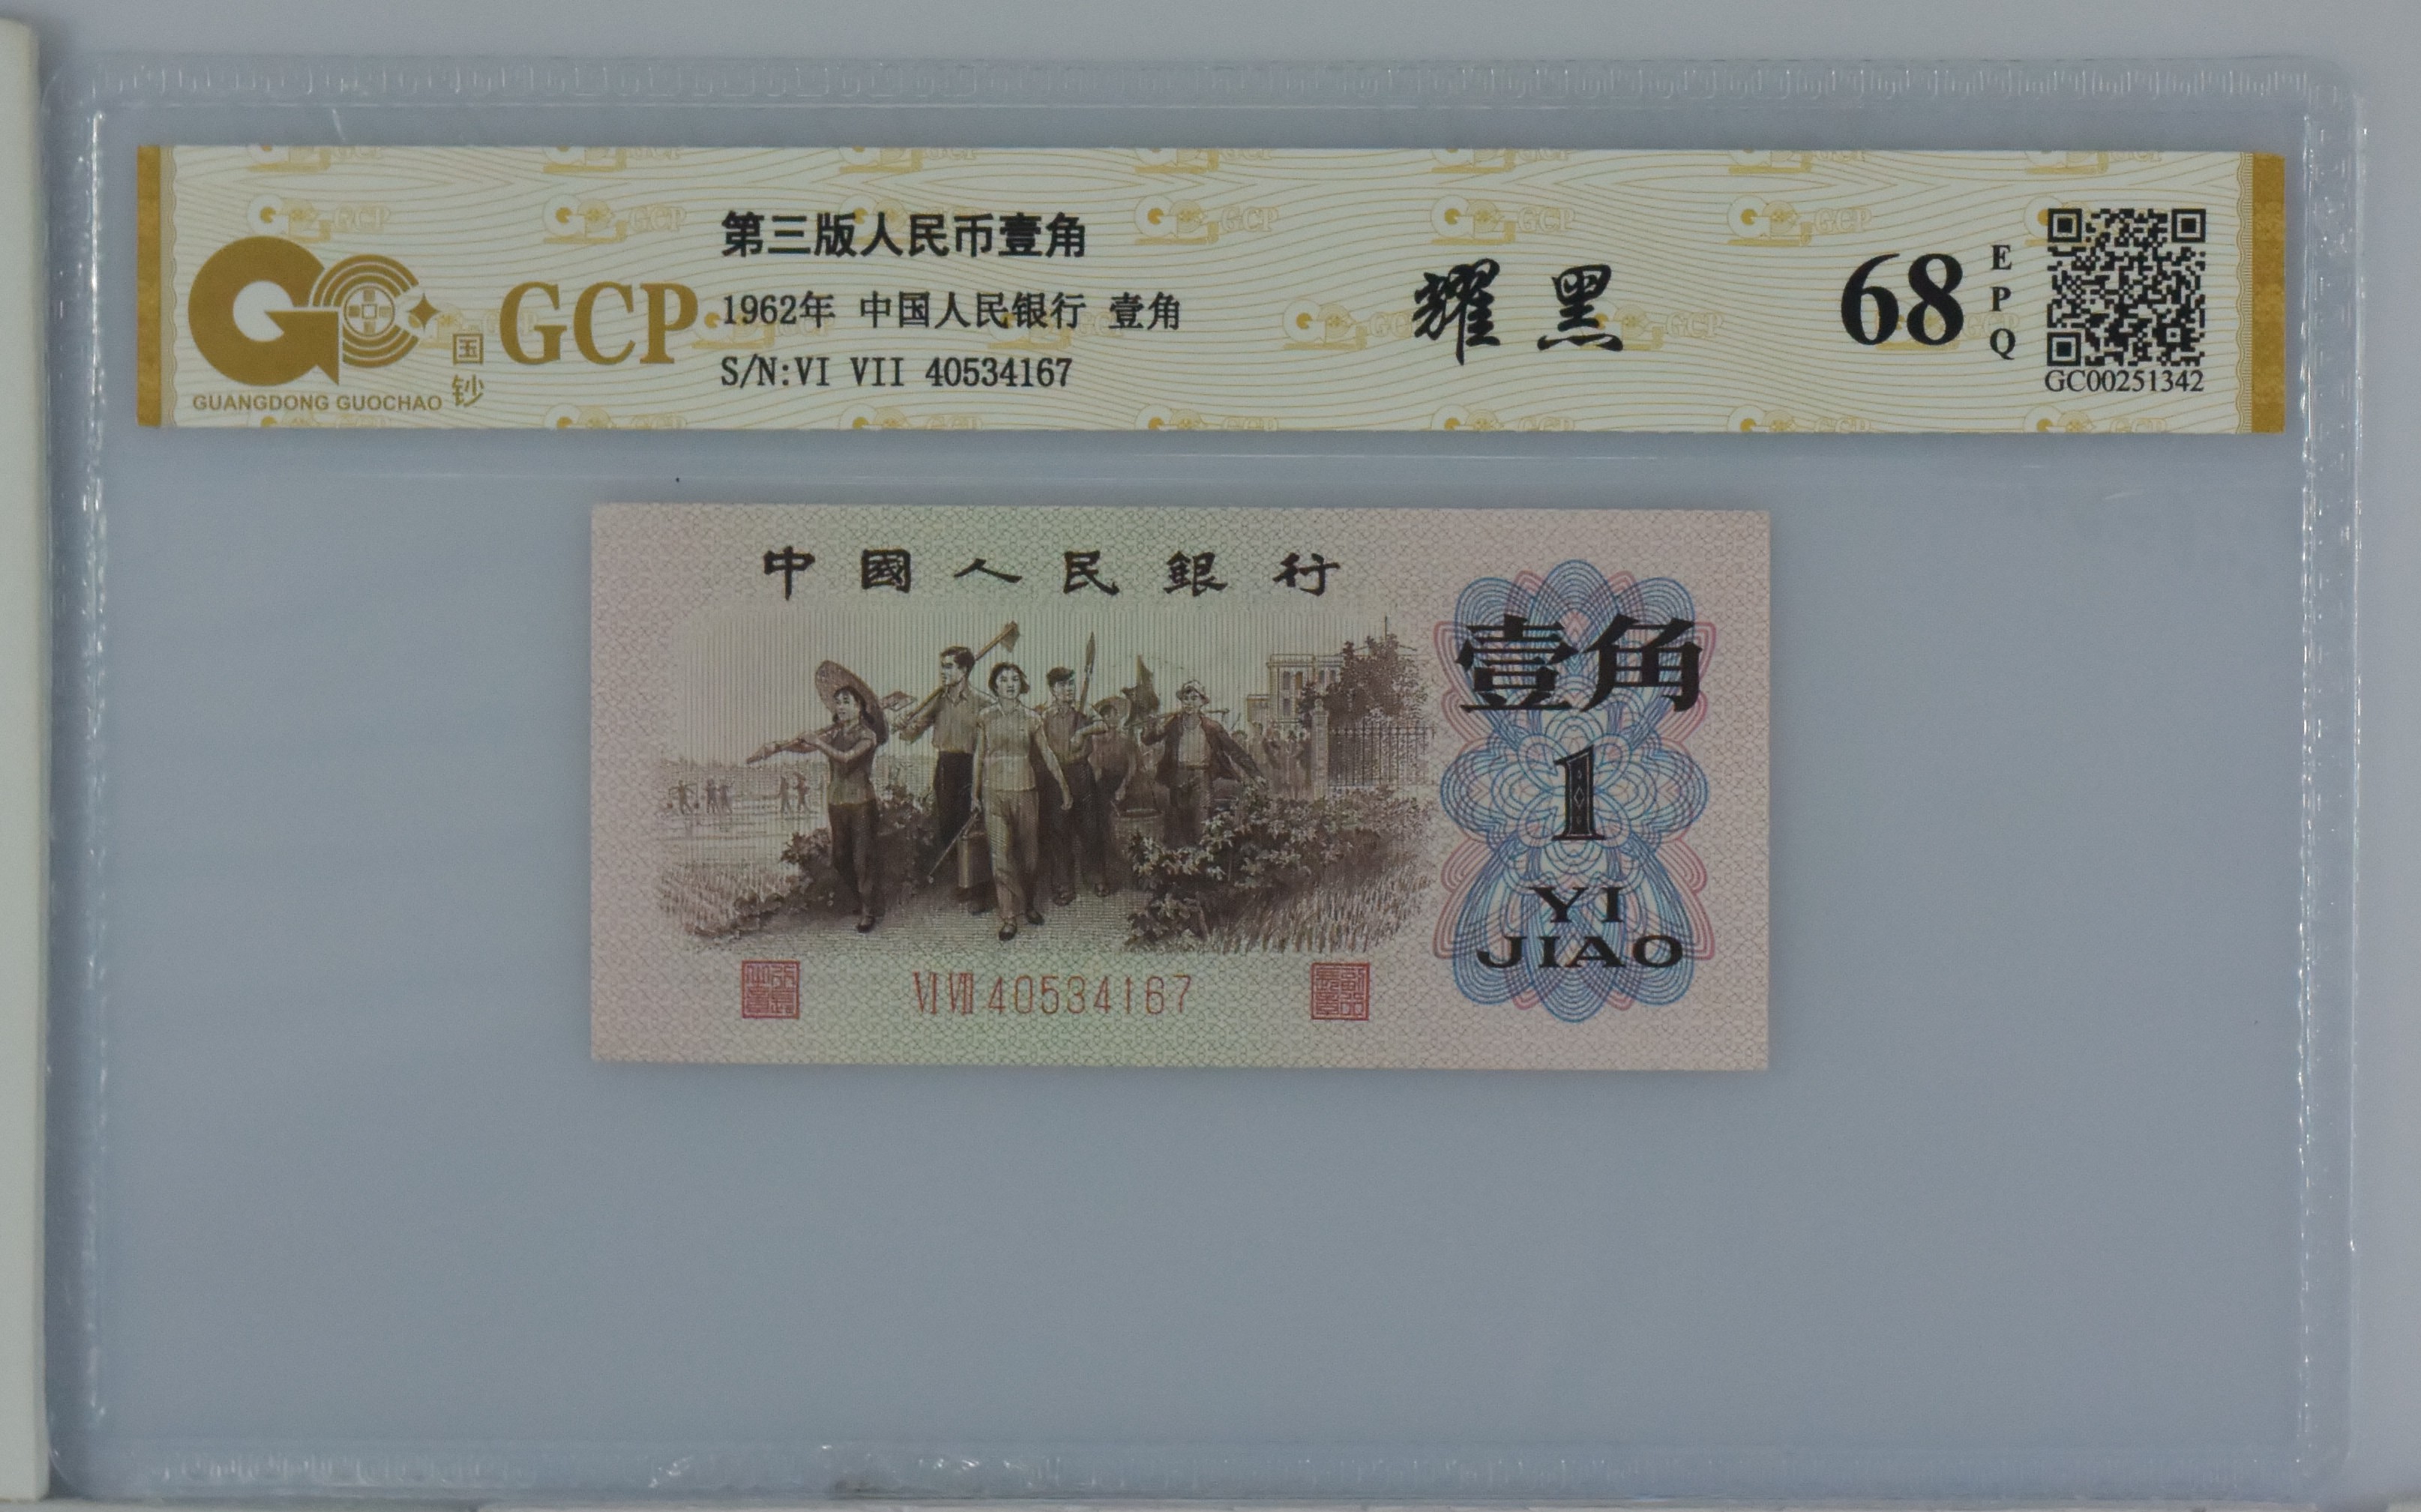 第三版人民币壹角
1962年 中国人民银行 壹角
S/N:VI VII 40534167
GCP
国钞
GUANGDONG GUOCHAO
耀黑
68
EPQ
GC00251342
中國人民銀行
壹角
1
YI
JIAO
VI VII 40534167